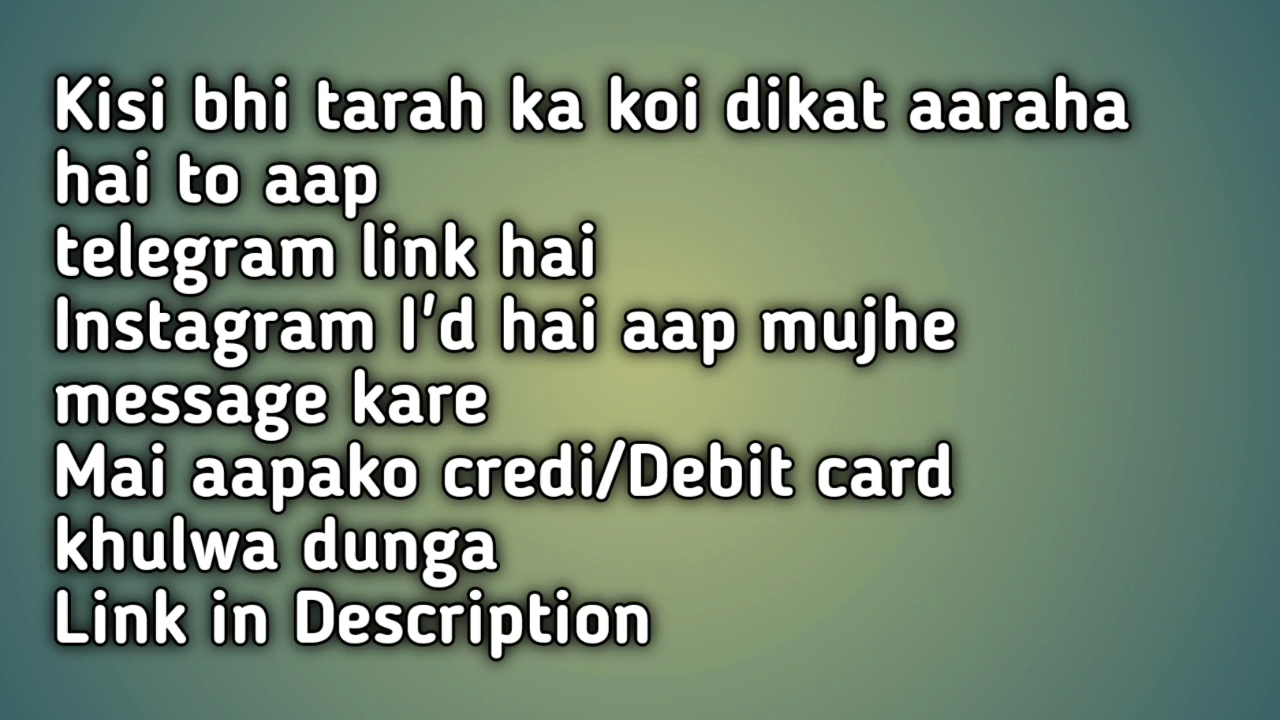 Kisi bhi tarah ka koi dikat aaraha
hai to aap
telegram link hai
Instagram I'd hai aap mujhe
message kare
Mai aapako credi/Debit card
khulwa dunga
Link in Description